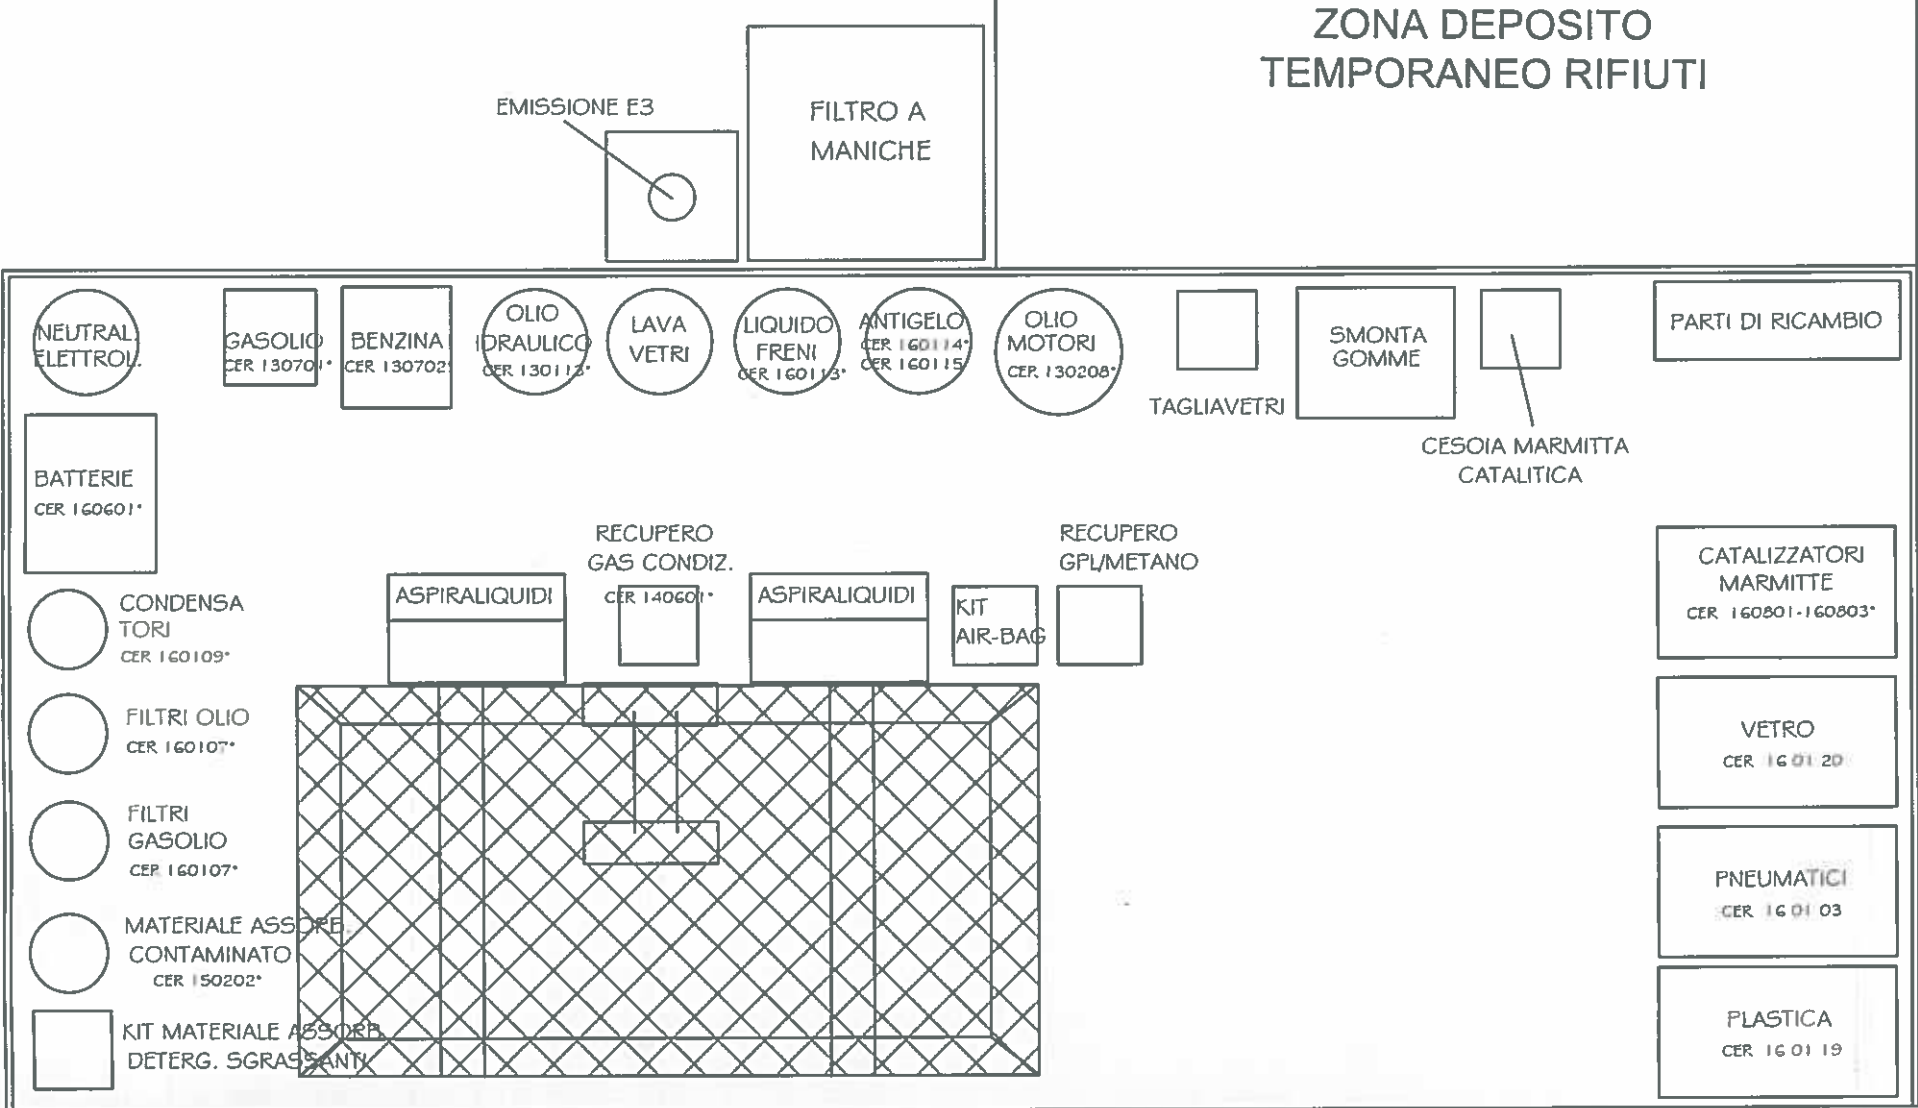 ZONA DEPOSITO
TEMPORANEO RIFIUTI
EMISSIONE E3
FILTRO A
MANICHE
NEUTRAL.
ELETTROL.
GASOLIO
CER 130701*
BENZINA
CER 130702*
OLIO
IDRAULICO
CER 130113*
LAVA
VETRI
LIQUIDO
FRENI
CER 160113*
ANTIGELO
CER 160114*
CER 160115
OLIO
MOTORI
CER 130208*
TAGLIAVETRI
SMONTA
GOMME
CESOIA MARMITTA
CATALITICA
PARTI DI RICAMBIO
BATTERIE
CER 160601*
CONDENSA
TORI
CER 160109*
FILTRI OLIO
CER 160107*
FILTRI
GASOLIO
CER 160107*
MATERIALE ASSORB.
CONTAMINATO
CER 150202*
KIT MATERIALE ASSORB.
DETERG. SGRASSANTI
ASPIRALIQUIDI
RECUPERO
GAS CONDIZ.
CER 140601*
ASPIRALIQUIDI
KIT
AIR-BAG
RECUPERO
GPL/METANO
CATALIZZATORI
MARMITTE
CER 160801-160803*
VETRO
CER 16 01 20
PNEUMATICI
CER 16 01 03
PLASTICA
CER 16 01 19